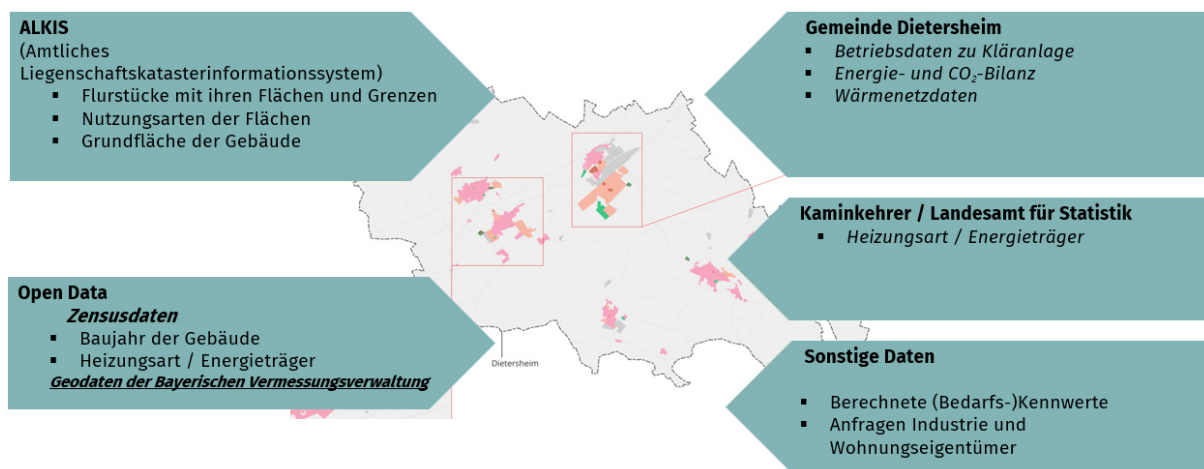 ALKIS
(Amtliches
Liegenschaftskatasterinformationssystem)
▪ Flurstücke mit ihren Flächen und Grenzen
▪ Nutzungsarten der Flächen
▪ Grundfläche der Gebäude
Open Data
Zensusdaten
▪ Baujahr der Gebäude
▪ Heizungsart / Energieträger
Geodaten der Bayerischen Vermessungsverwaltung
Dietersheim
Gemeinde Dietersheim
▪ Betriebsdaten zu Kläranlage
▪ Energie- und CO₂-Bilanz
▪ Wärmenetzdaten
Kaminkehrer / Landesamt für Statistik
▪ Heizungsart / Energieträger
Sonstige Daten
▪ Berechnete (Bedarfs-)Kennwerte
▪ Anfragen Industrie und
Wohnungseigentümer